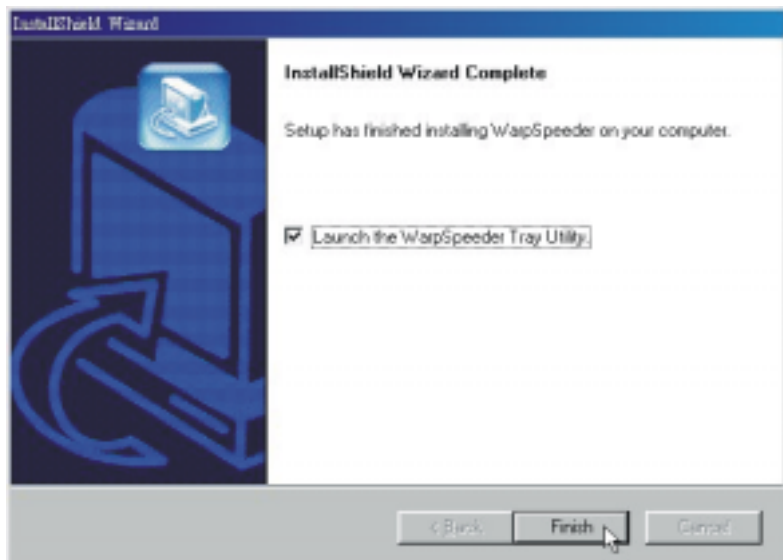 InstallShield Wizard
InstallShield Wizard Complete
Setup has finished installing WarpSpeeder on your computer.
Launch the WarpSpeeder Tray Utility.
< Back
Finish
Cancel